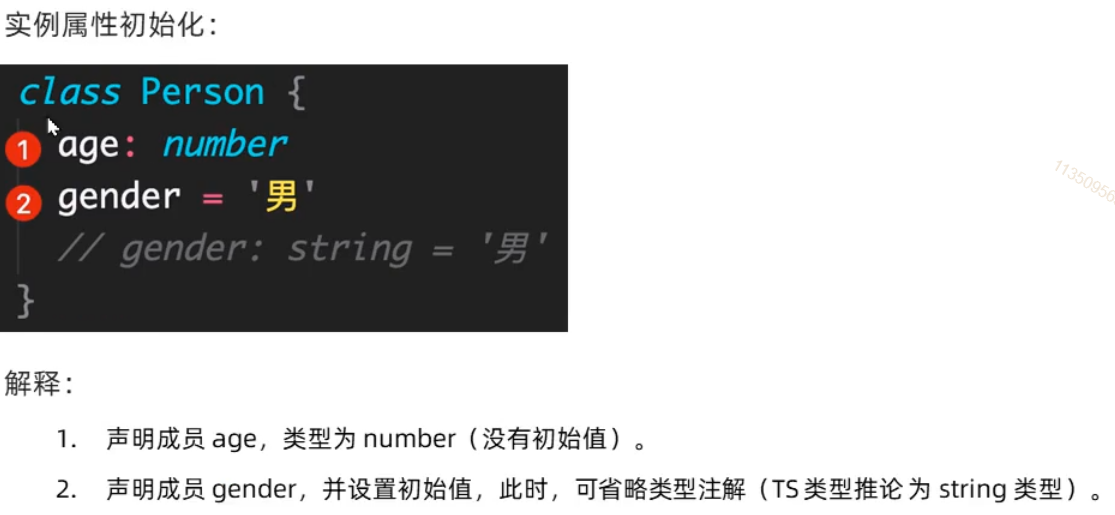 实例属性初始化：
class Person {
1 age: number
2 gender = '男'
// gender: string = '男'
}
解释：
1. 声明成员 age，类型为 number（没有初始值）。
2. 声明成员 gender，并设置初始值，此时，可省略类型注解（TS 类型推论 为 string 类型）。